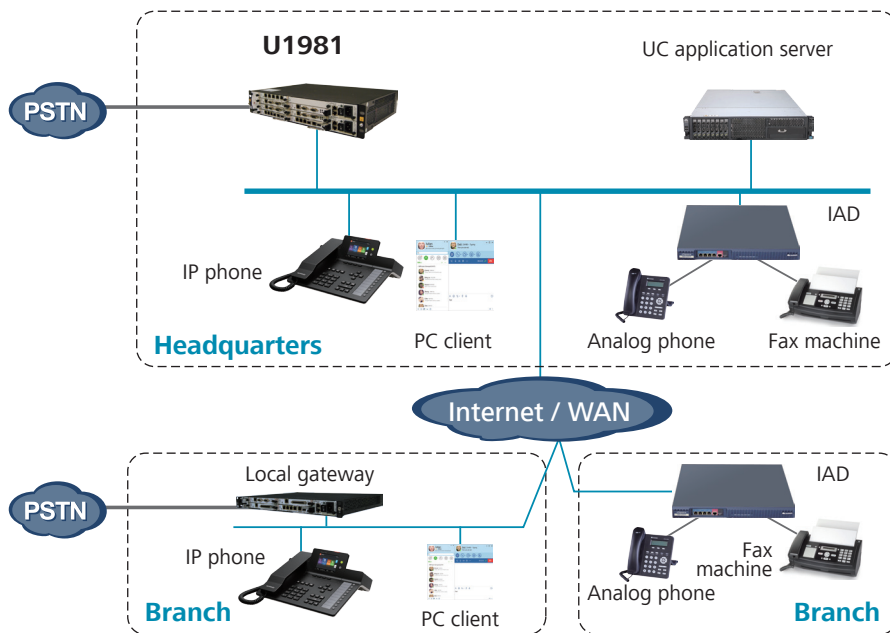 U1981
UC application server
PSTN
IAD
IP phone
PC client
Analog phone
Fax machine
Headquarters
Internet / WAN
Local gateway
IAD
PSTN
IP phone
PC client
Branch
Fax
machine
Analog phone
Branch